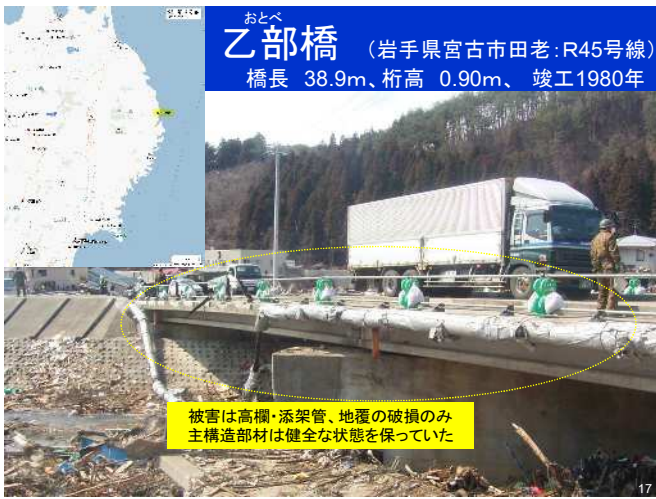 おとべ
乙部橋 (岩手県宮古市田老:R45号線)
橋長 38.9m、桁高 0.90m、 竣工1980年
被害は高欄・添架管、地覆の破損のみ
主構造部材は健全な状態を保っていた
17